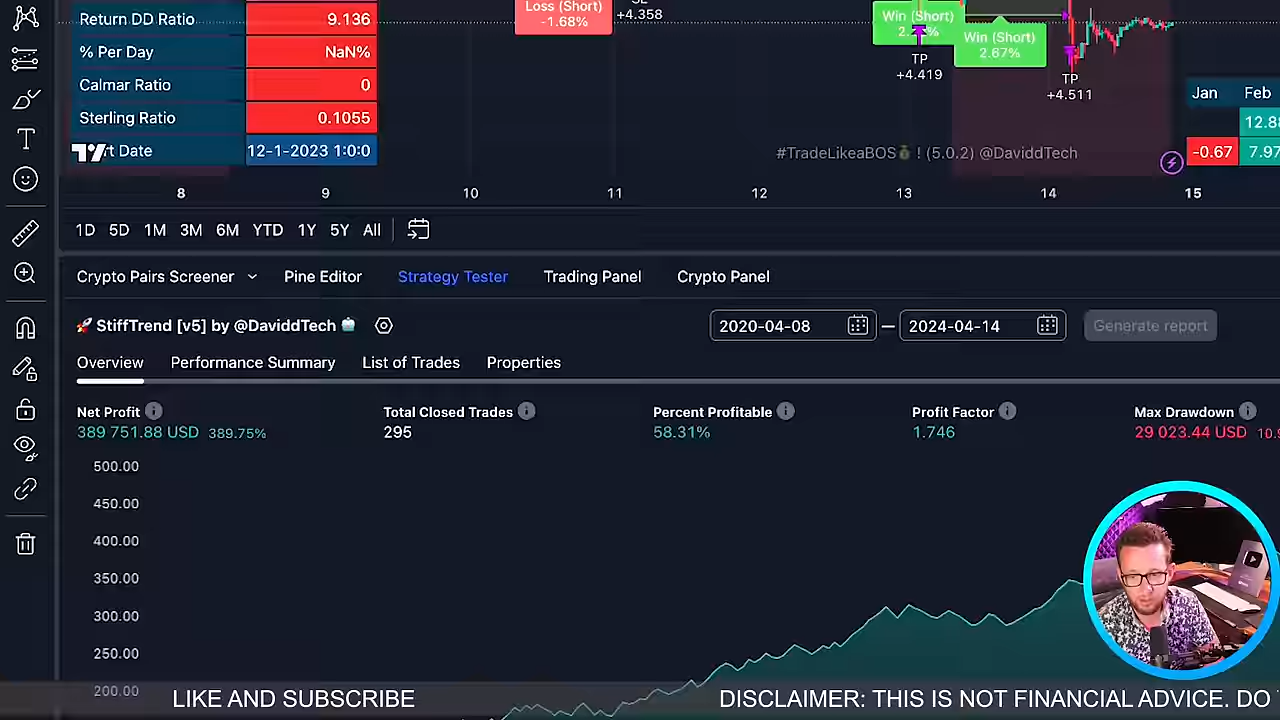 Return DD Ratio 9.136
% Per Day NaN%
Calmar Ratio 0
Sterling Ratio 0.1055
rt Date 12-1-2023 1:0:0
Loss (Short)
-1.68%
+4.358
Win (Short)
TP
+4.419
Win (Short)
2.67%
TP
+4.511
Jan Feb
12.88
-0.67 7.97
#TradeLikeaBOS💰! (5.0.2) @DaviddTech
8 9 10 11 12 13 14 15
1D 5D 1M 3M 6M YTD 1Y 5Y All
Crypto Pairs Screener Pine Editor Strategy Tester Trading Panel Crypto Panel
🚀 StiffTrend [v5] by @DaviddTech 2020-04-08 — 2024-04-14 Generate report
Overview Performance Summary List of Trades Properties
Net Profit Total Closed Trades Percent Profitable Profit Factor Max Drawdown
389 751.88 USD 389.75% 295 58.31% 1.746 29 023.44 USD 10.9
500.00
450.00
400.00
350.00
300.00
250.00
200.00
LIKE AND SUBSCRIBE DISCLAIMER: THIS IS NOT FINANCIAL ADVICE. DO